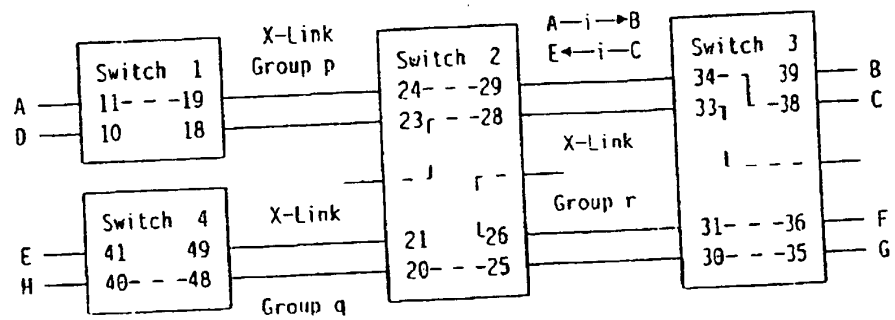 X-Link
Group p
A—i—►B
E◄—i—C
Switch 1
11- - -19
10 18
A
D
Switch 2
24- - -29
23 - -28
-
21 26
20- - -25
Switch 3
34- 39
33 -38
- - -
31- - -36
30- - -35
B
C
F
G
X-Link
Group r
Switch 4
41 49
40- - -48
E
H
X-Link
Group q